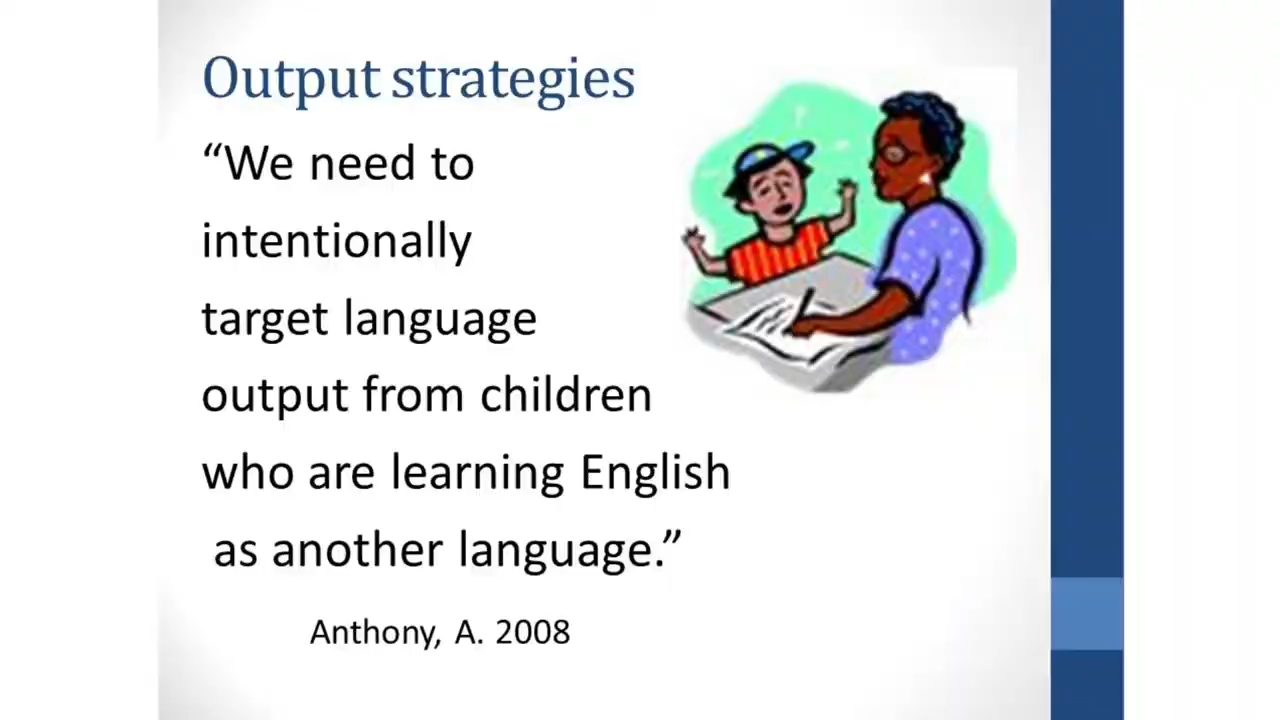 Output strategies
“We need to
intentionally
target language
output from children
who are learning English
as another language.”
Anthony, A. 2008